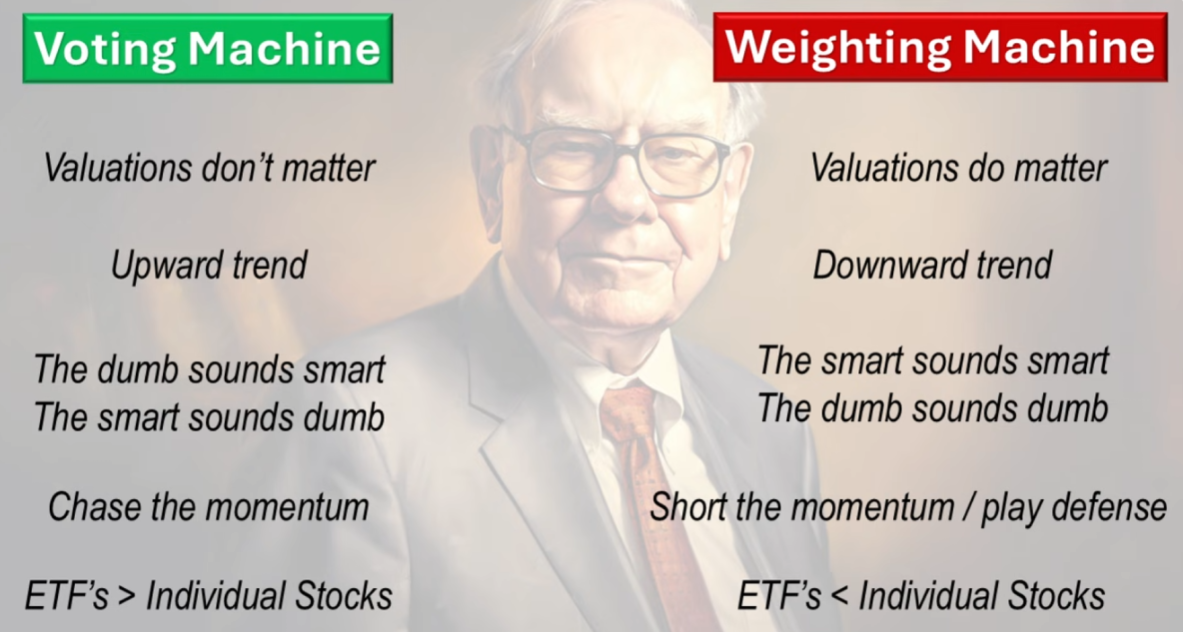 Voting Machine
Weighting Machine
Valuations don’t matter
Valuations do matter
Upward trend
Downward trend
The dumb sounds smart
The smart sounds dumb
The smart sounds smart
The dumb sounds dumb
Chase the momentum
Short the momentum / play defense
ETF’s > Individual Stocks
ETF’s < Individual Stocks